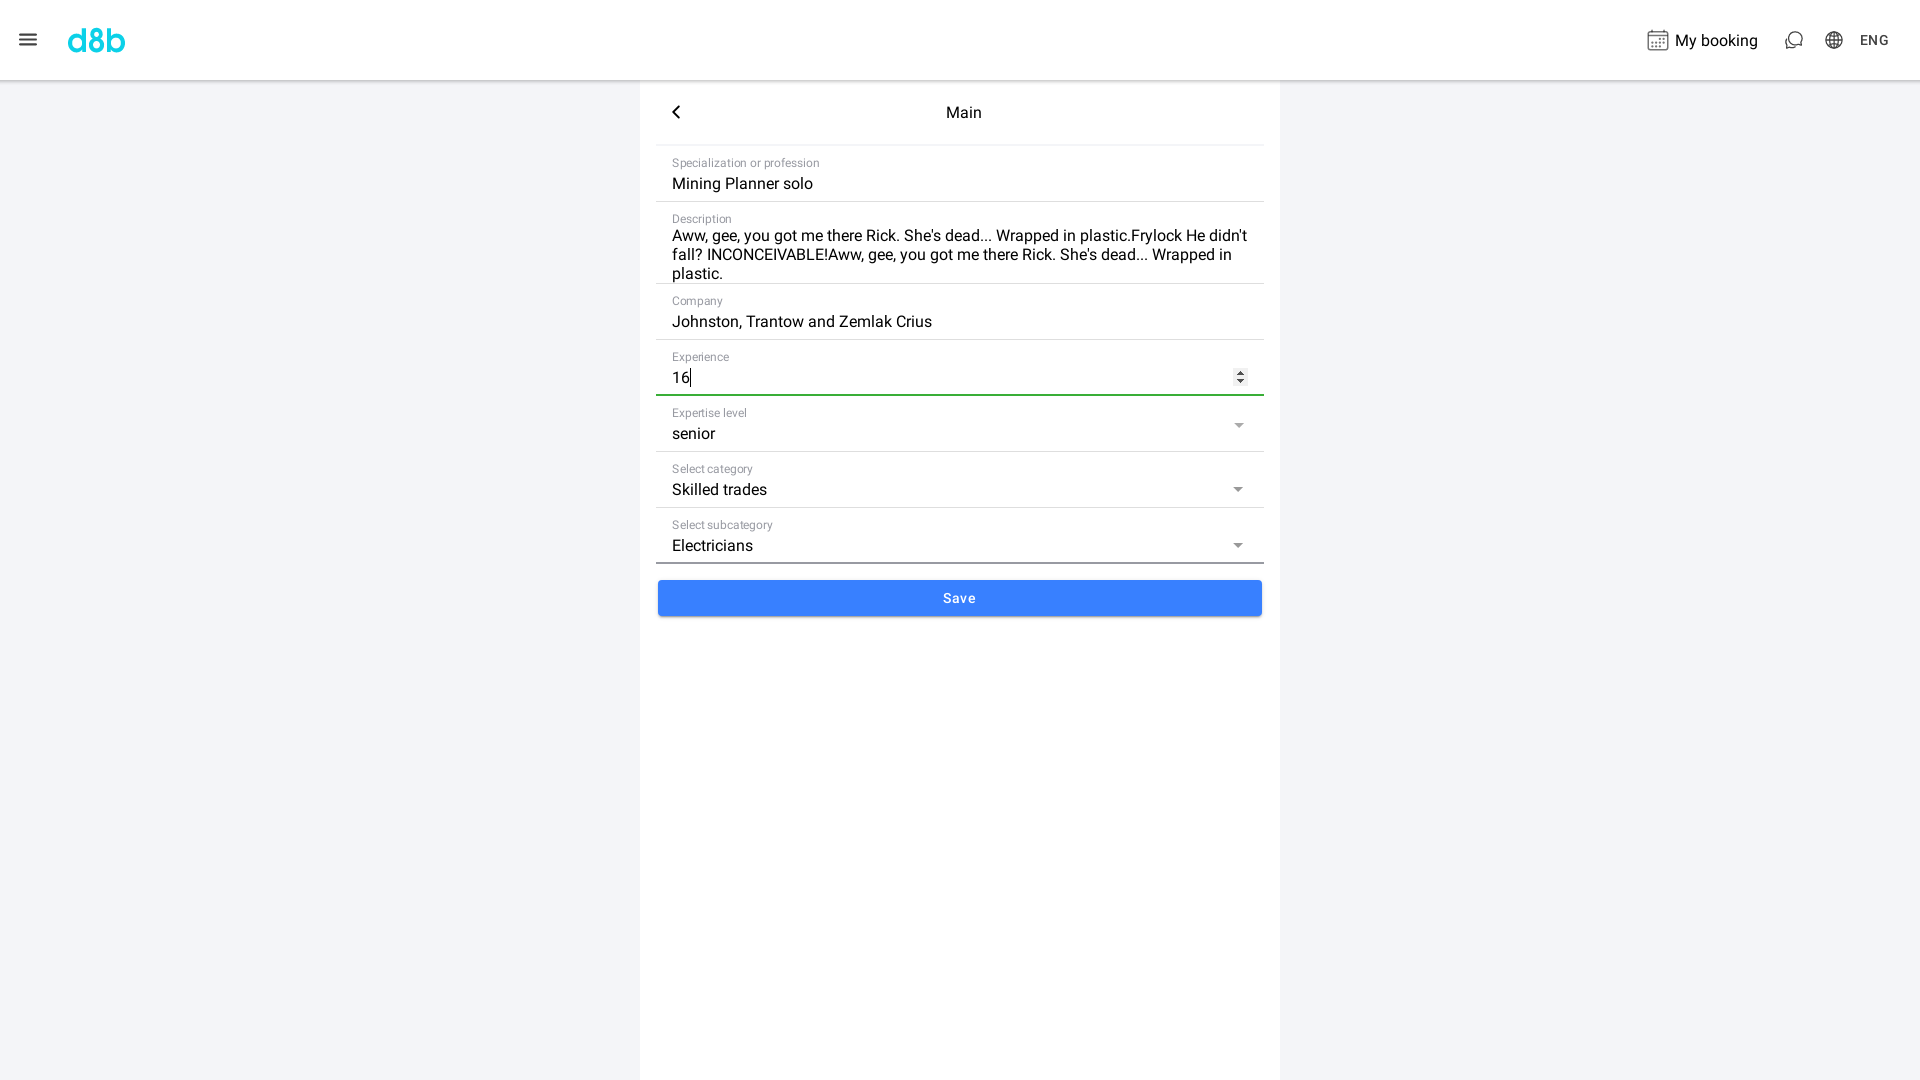 d8b
My booking
ENG
Main
Specialization or profession
Mining Planner solo
Description
Aww, gee, you got me there Rick. She's dead... Wrapped in plastic.Frylock He didn't
fall? INCONCEIVABLE!Aww, gee, you got me there Rick. She's dead... Wrapped in
plastic.
Company
Johnston, Trantow and Zemlak Crius
Experience
16
Expertise level
senior
Select category
Skilled trades
Select subcategory
Electricians
Save